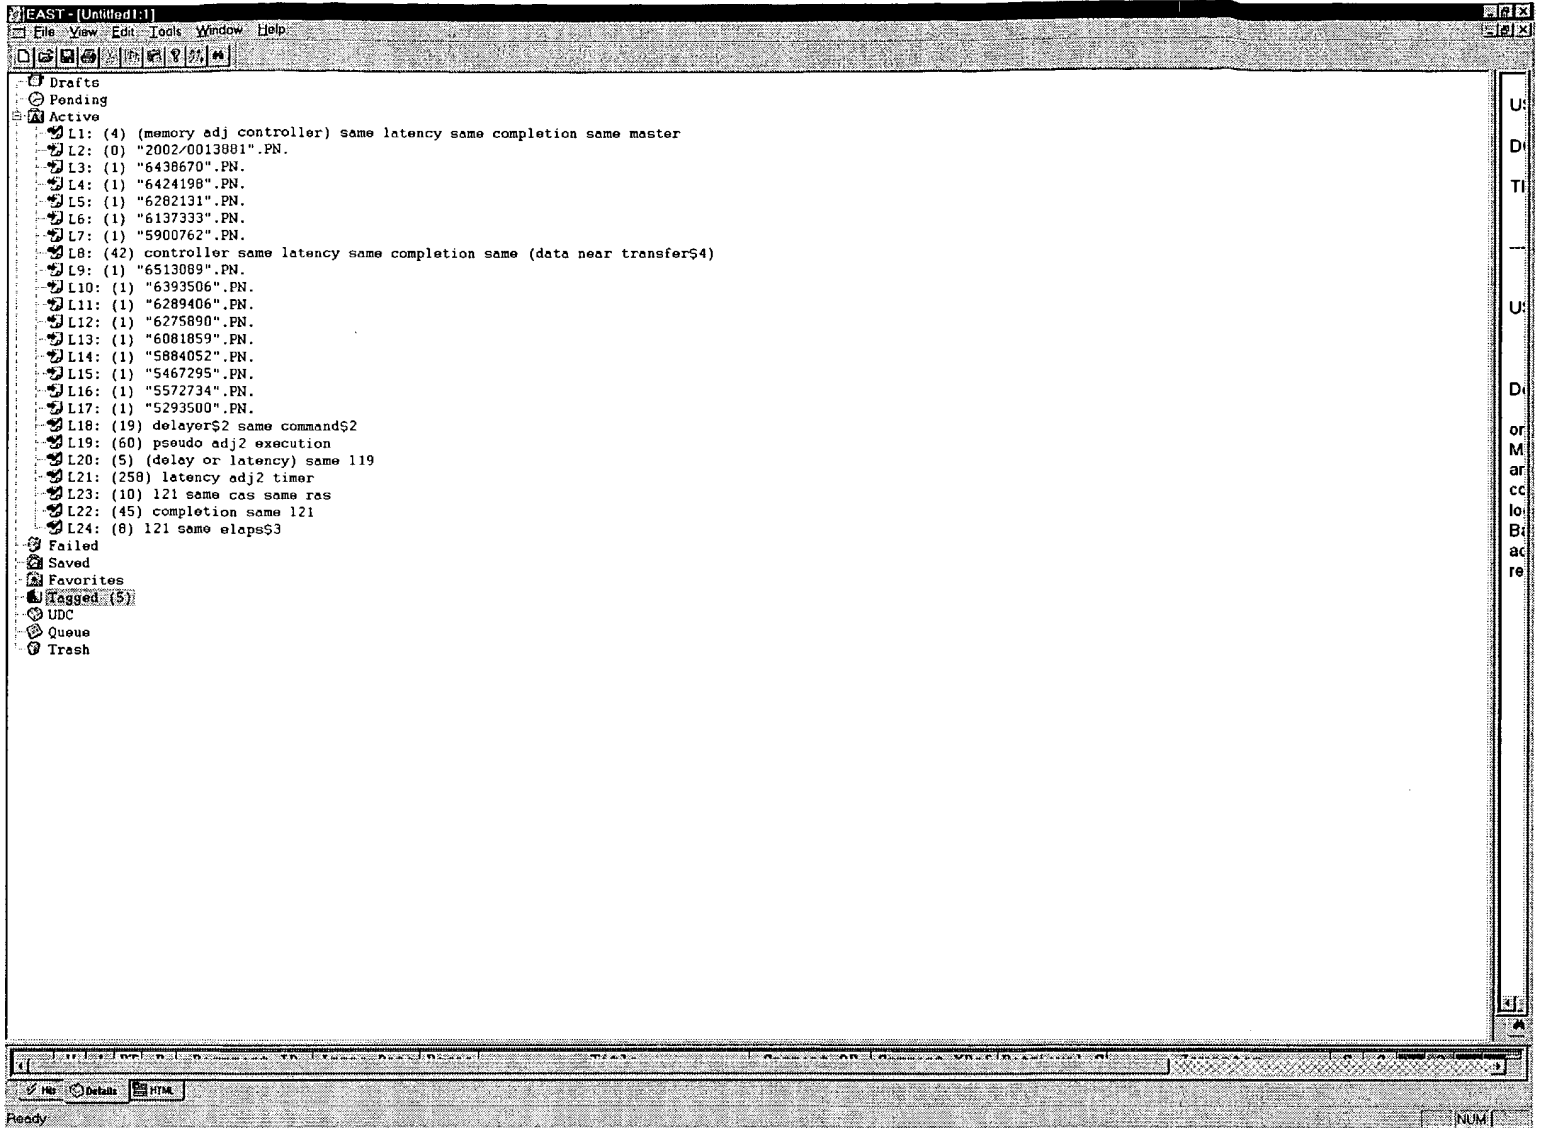 EAST - [Untitled1:1]
File View Edit Tools Window Help
Drafts
Pending
Active
L1: (4) (memory adj controller) same latency same completion same master
L2: (0) "2002/0013881".PN.
L3: (1) "6438670".PN.
L4: (1) "6424198".PN.
L5: (1) "6282131".PN.
L6: (1) "6137333".PN.
L7: (1) "5900762".PN.
L8: (42) controller same latency same completion same (data near transfer$4)
L9: (1) "6513089".PN.
L10: (1) "6393506".PN.
L11: (1) "6289406".PN.
L12: (1) "6275890".PN.
L13: (1) "6081859".PN.
L14: (1) "5884052".PN.
L15: (1) "5467295".PN.
L16: (1) "5572734".PN.
L17: (1) "5293500".PN.
L18: (19) delayer$2 same command$2
L19: (60) pseudo adj2 execution
L20: (5) (delay or latency) same 119
L21: (258) latency adj2 timer
L23: (10) 121 same cas same ras
L22: (45) completion same 121
L24: (8) 121 same elaps$3
Failed
Saved
Favorites
Tagged (5)
UDC
Queue
Trash
Hits Details HTML
Ready
NUM